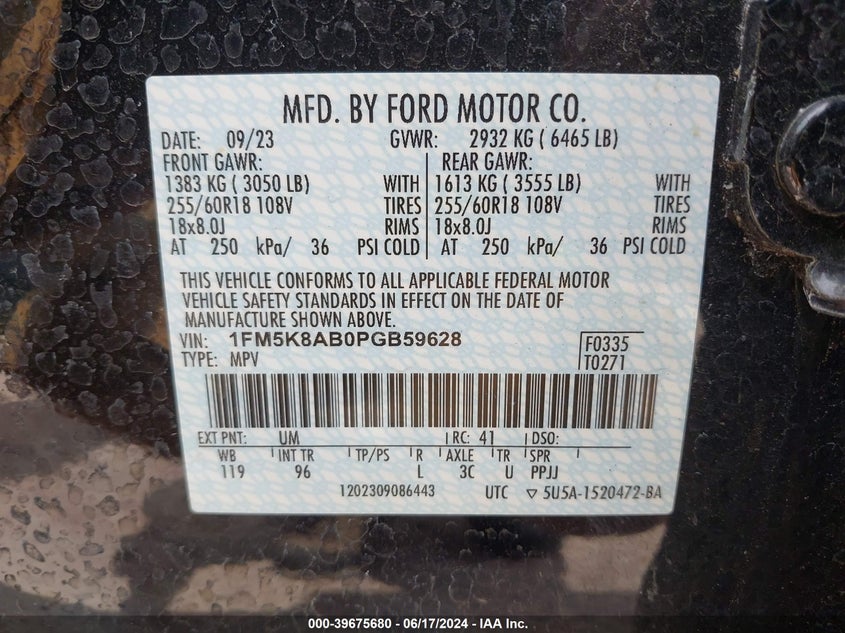 MFD. BY FORD MOTOR CO.
DATE: 09/23 GVWR: 2932 KG ( 6465 LB)
FRONT GAWR: REAR GAWR:
1383 KG ( 3050 LB) WITH 1613 KG ( 3555 LB) WITH
255/60R18 108V TIRES 255/60R18 108V TIRES
18x8.0J RIMS 18x8.0J RIMS
AT 250 kPa/ 36 PSI COLD AT 250 kPa/ 36 PSI COLD
THIS VEHICLE CONFORMS TO ALL APPLICABLE FEDERAL MOTOR
VEHICLE SAFETY STANDARDS IN EFFECT ON THE DATE OF
MANUFACTURE SHOWN ABOVE.
VIN: 1FM5K8AB0PGB59628 F0335
TYPE: MPV T0271
EXT PNT: UM RC: 41 DSO:
WB INT TR TP/PS R AXLE TR SPR
119 96 L 3C U PPJJ
1202309086443 UTC ▽ 5U5A-1520472-BA
000-39675680 - 06/17/2024 - IAA Inc.